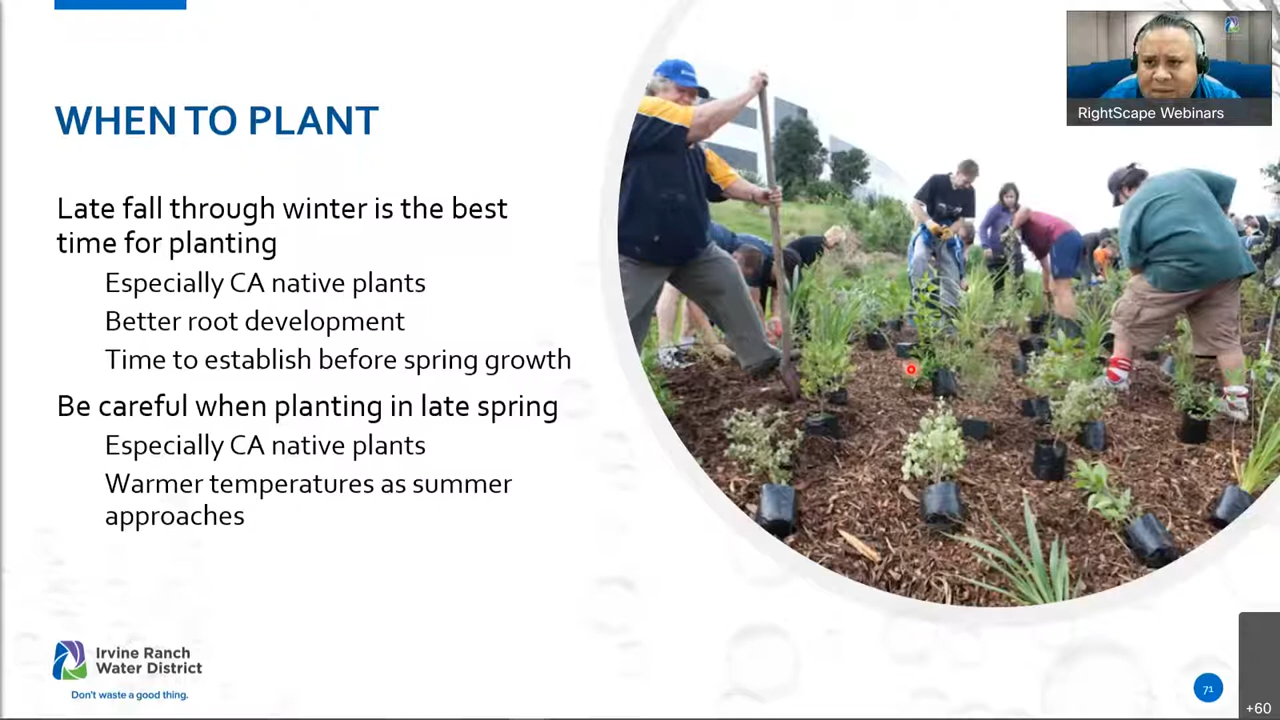 WHEN TO PLANT
Late fall through winter is the best
time for planting
Especially CA native plants
Better root development
Time to establish before spring growth
Be careful when planting in late spring
Especially CA native plants
Warmer temperatures as summer
approaches
RightScape Webinars
Irvine Ranch
Water District
Don't waste a good thing.
71
+60